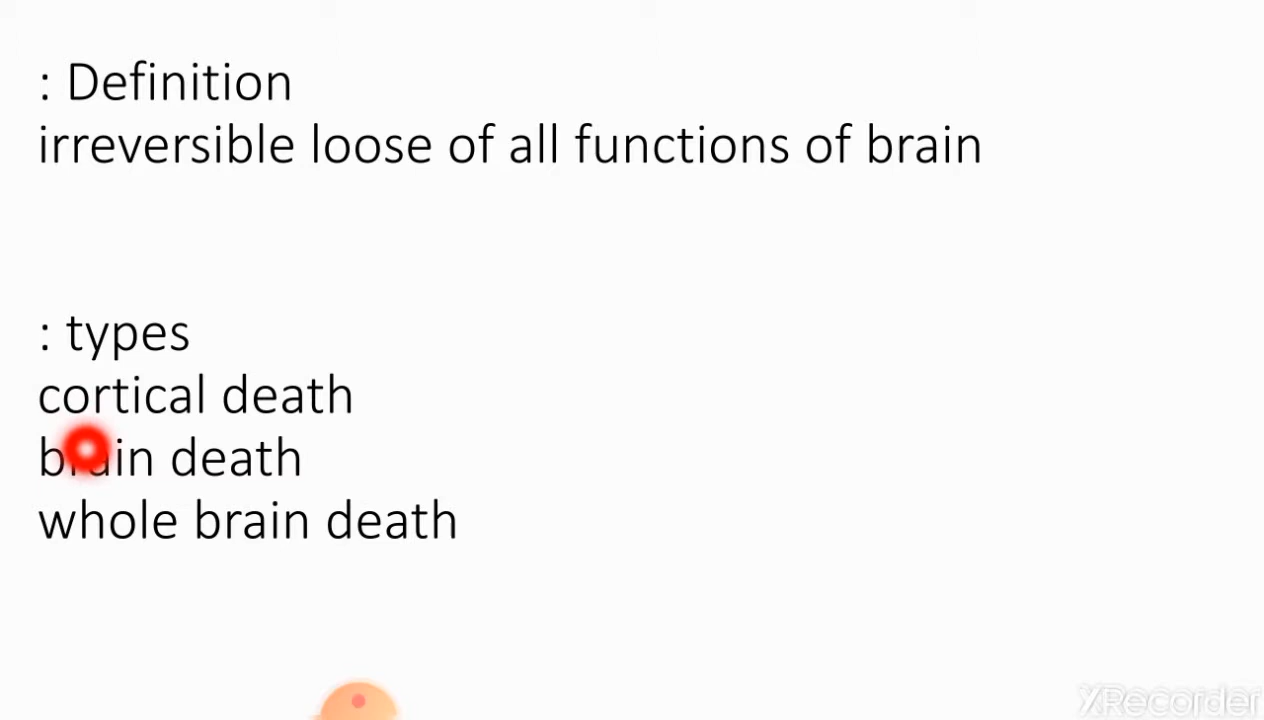 : Definition
irreversible loose of all functions of brain
: types
cortical death
brain death
whole brain death
XRecorder